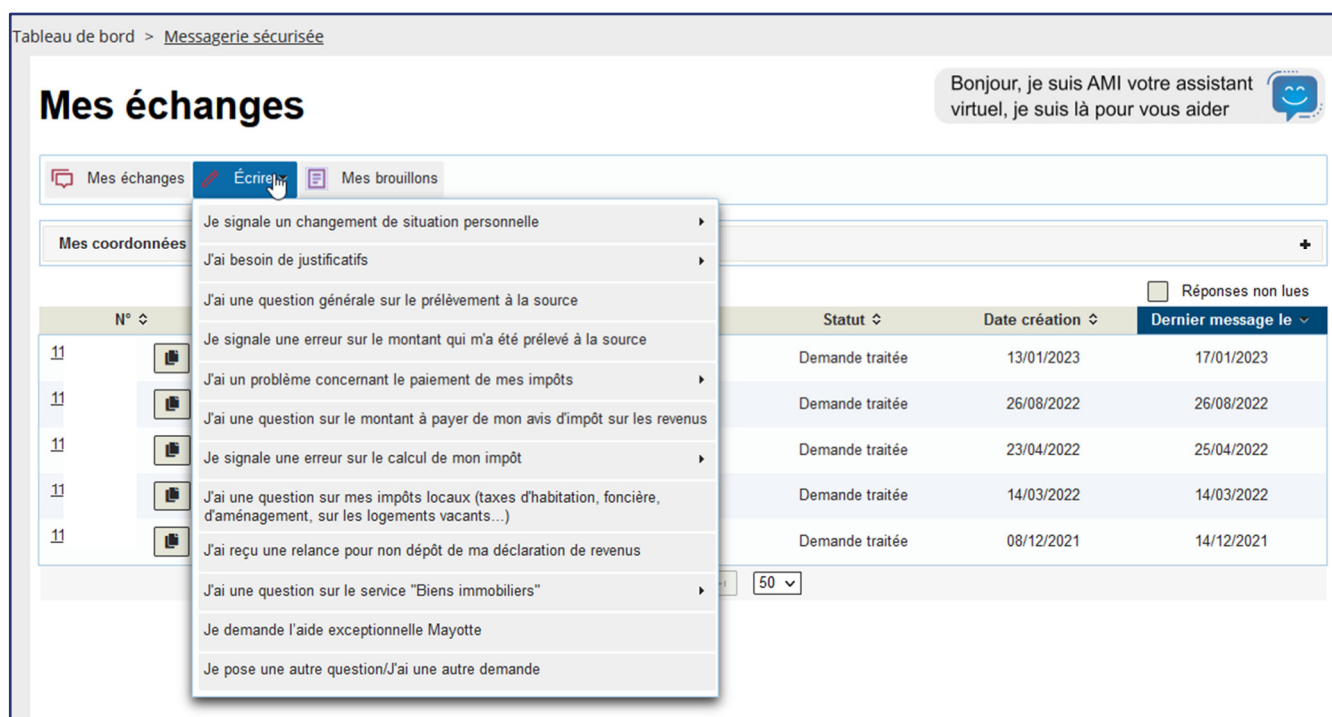 Tableau de bord > Messagerie sécurisée
Mes échanges
Bonjour, je suis AMI votre assistant
virtuel, je suis là pour vous aider
Mes échanges
Écrire
Mes brouillons
Je signale un changement de situation personnelle
Mes coordonnées
J'ai besoin de justificatifs
J'ai une question générale sur le prélèvement à la source
Réponses non lues
N°
Statut
Date création
Dernier message le
Je signale une erreur sur le montant qui m'a été prélevé à la source
11
Demande traitée
13/01/2023
17/01/2023
J'ai un problème concernant le paiement de mes impôts
11
Demande traitée
26/08/2022
26/08/2022
J'ai une question sur le montant à payer de mon avis d'impôt sur les revenus
11
Demande traitée
23/04/2022
25/04/2022
Je signale une erreur sur le calcul de mon impôt
11
Demande traitée
14/03/2022
14/03/2022
J'ai une question sur mes impôts locaux (taxes d'habitation, foncière,
d'aménagement, sur les logements vacants...)
11
Demande traitée
08/12/2021
14/12/2021
J'ai reçu une relance pour non dépôt de ma déclaration de revenus
J'ai une question sur le service "Biens immobiliers"
50
Je demande l'aide exceptionnelle Mayotte
Je pose une autre question/J'ai une autre demande